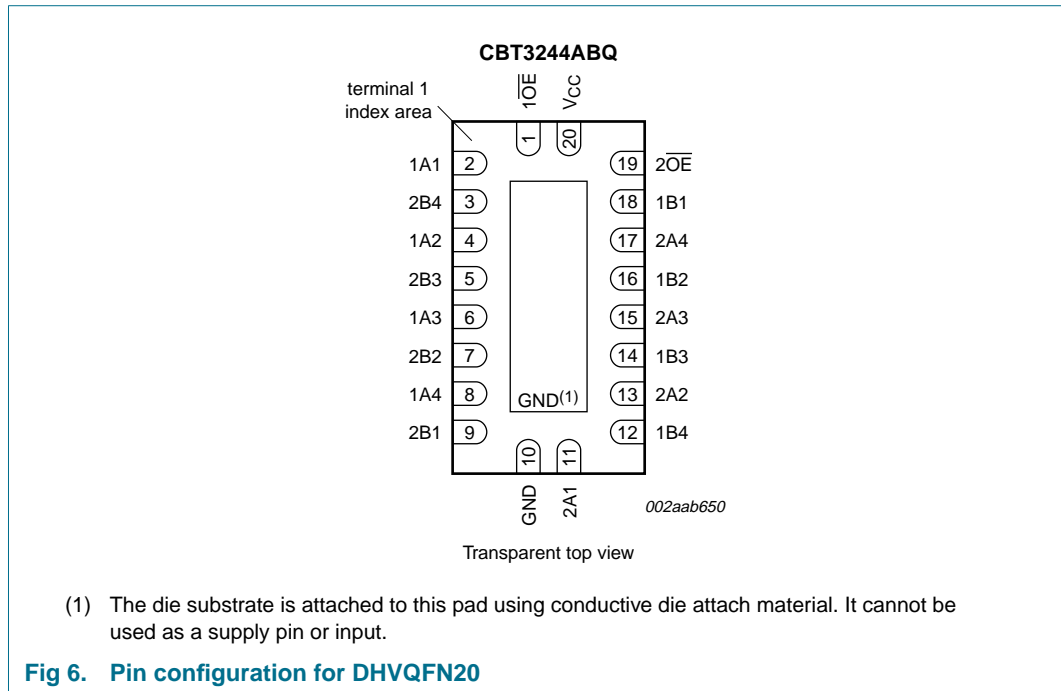 CBT3244ABQ
terminal 1
index area
1O̅E̅
VCC
1
20
1A1 2
19 2O̅E̅
2B4 3
18 1B1
1A2 4
17 2A4
2B3 5
16 1B2
1A3 6
15 2A3
2B2 7
14 1B3
1A4 8
13 2A2
2B1 9
12 1B4
GND(1)
10
11
GND
2A1
002aab650
Transparent top view
(1) The die substrate is attached to this pad using conductive die attach material. It cannot be
used as a supply pin or input.
Fig 6. Pin configuration for DHVQFN20